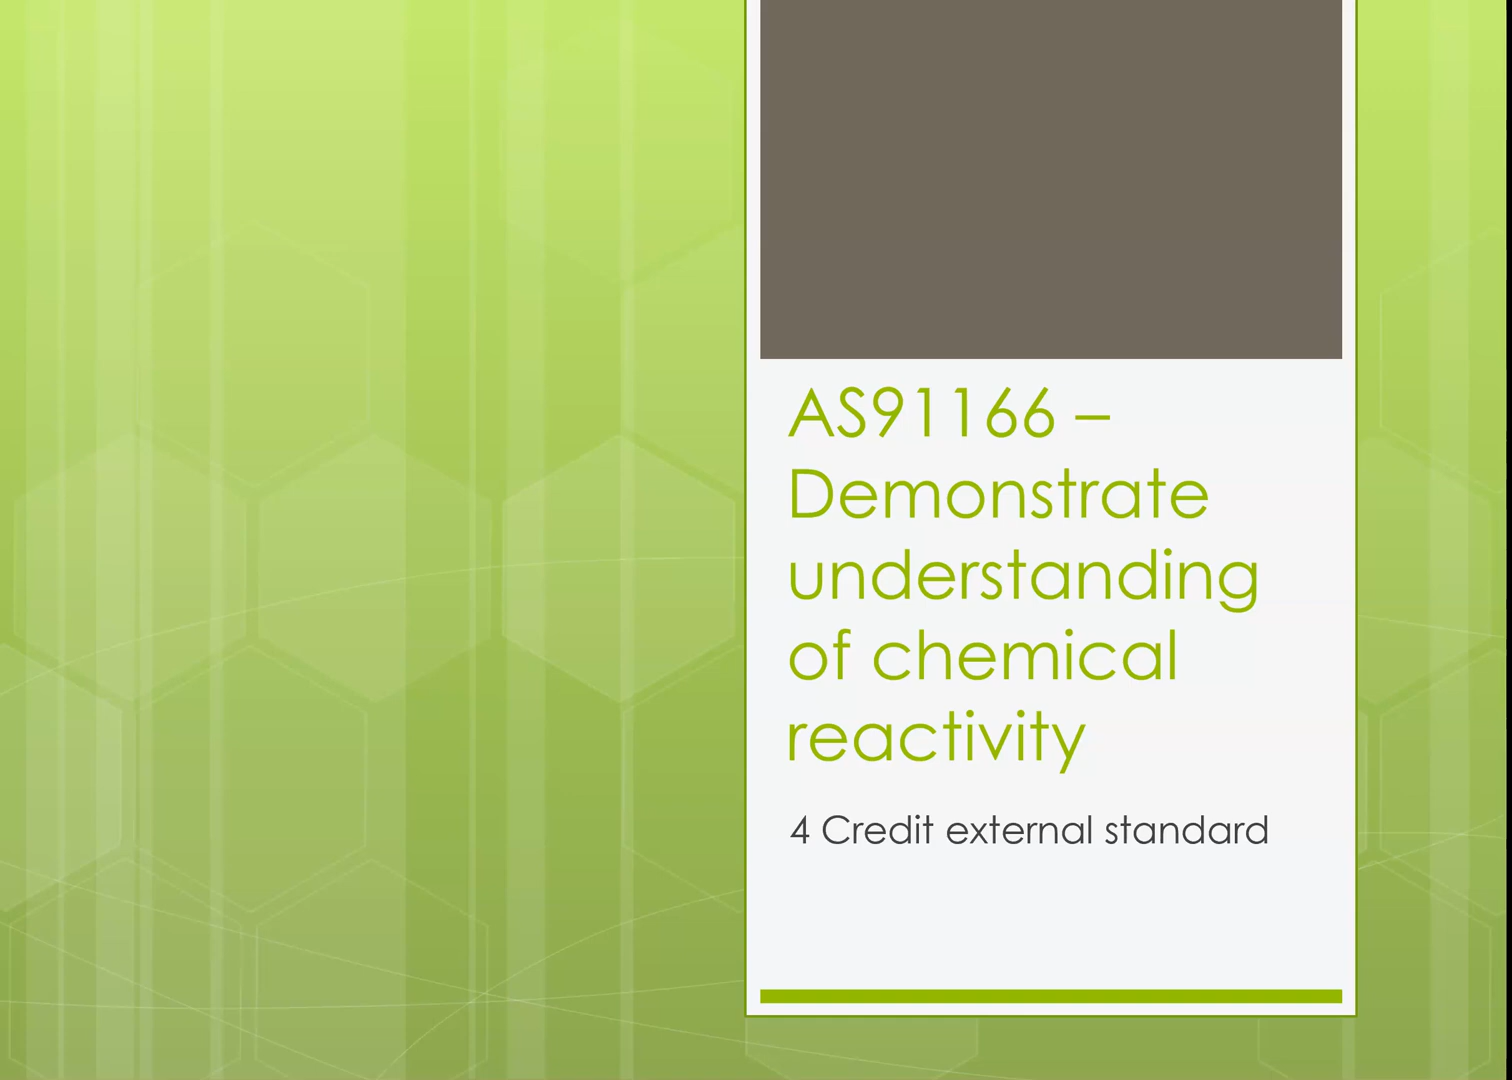 AS91166 –
Demonstrate
understanding
of chemical
reactivity
4 Credit external standard